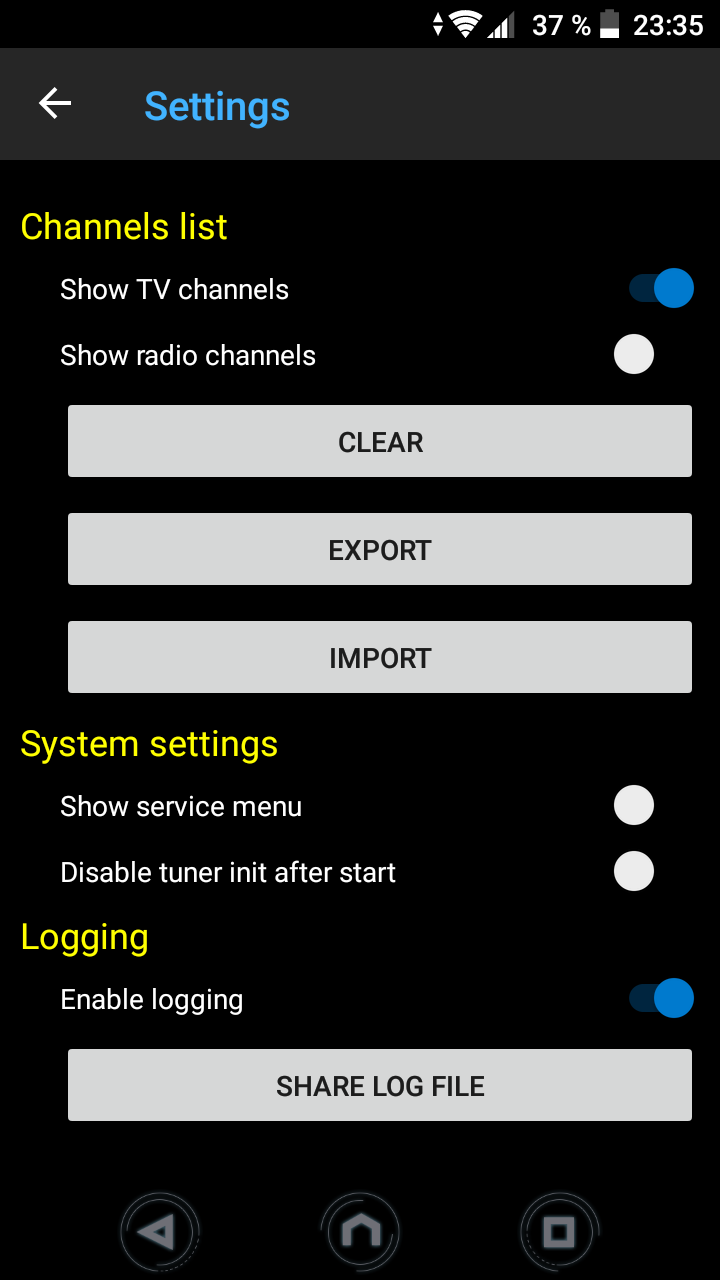 37 % 23:35
Settings
Channels list
Show TV channels
Show radio channels
CLEAR
EXPORT
IMPORT
System settings
Show service menu
Disable tuner init after start
Logging
Enable logging
SHARE LOG FILE